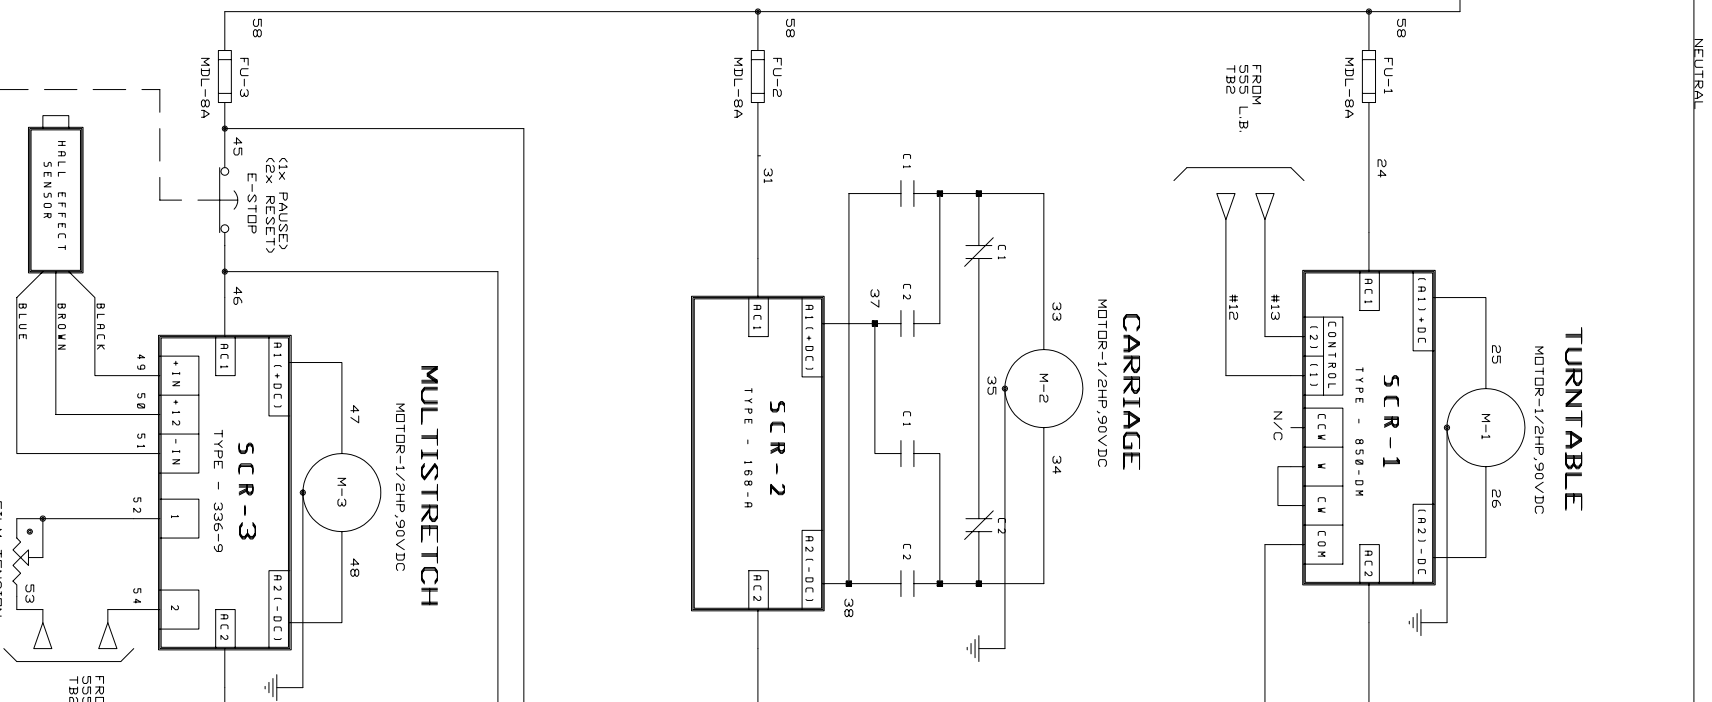 NEUTRAL
TURNTABLE
MOTOR-1/2HP,90VDC
58
FU-1
MDL-8A
24
FROM
555 L.B.
TB2
#13
#12
25
M-1
26
(A1)+DC
(A2)-DC
AC1
SCR-1
TYPE - 850-DM
AC2
CONTROL
(2)
(1)
CCW
W
CW
COM
N/C
CARRIAGE
MOTOR-1/2HP,90VDC
58
FU-2
MDL-8A
31
33
M-2
34
35
C1
C2
C1
C2
C1
C2
37
38
A1(+DC)
A2(-DC)
AC1
SCR-2
TYPE - 168-A
AC2
MULTISTRETCH
MOTOR-1/2HP,90VDC
58
FU-3
MDL-8A
45
(1x PAUSE)
(2x RESET)
E-STOP
46
47
M-3
48
A1(+DC)
A2(-DC)
AC1
SCR-3
TYPE - 336-9
AC2
+IN
+12
-IN
1
2
49
50
51
52
53
54
BLACK
BROWN
BLUE
HALL EFFECT
SENSOR
555
TB2